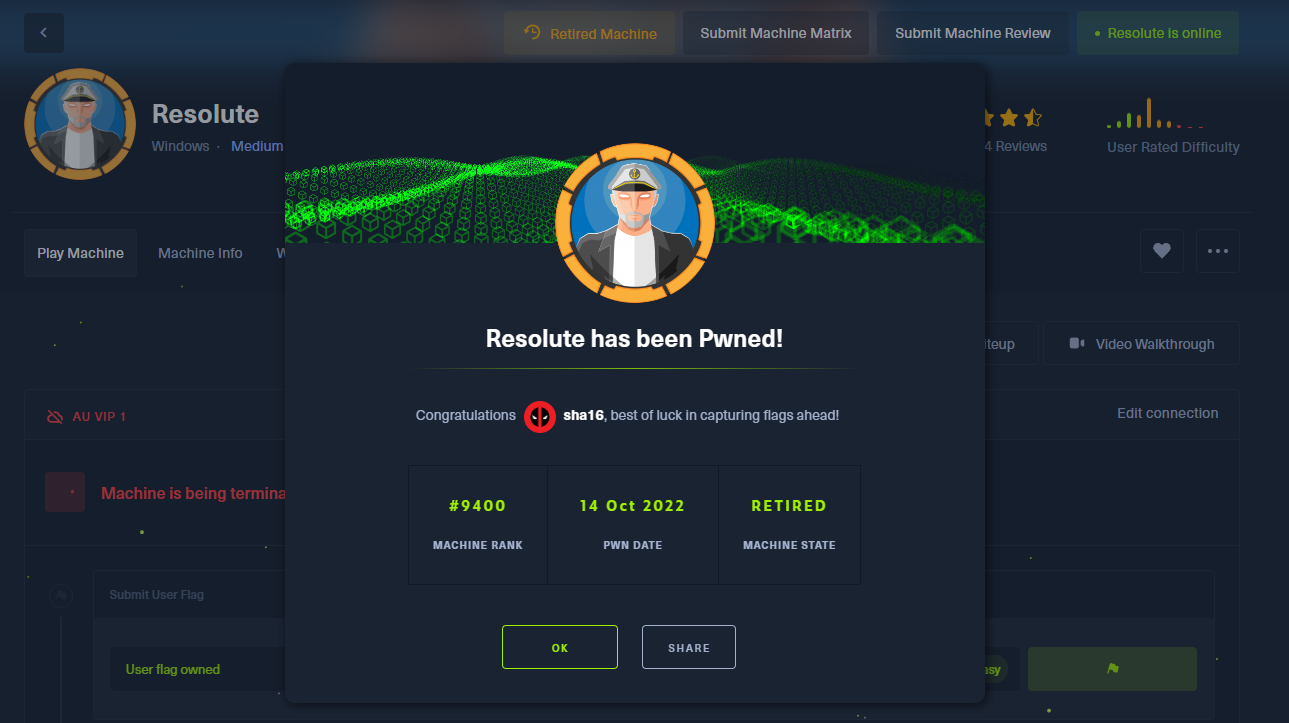 Retired Machine
Submit Machine Matrix
Submit Machine Review
Resolute is online
Resolute
Windows · Medium
4 Reviews
User Rated Difficulty
Play Machine
Machine Info
W
Resolute has been Pwned!
iteup
Video Walkthrough
Congratulations sha16, best of luck in capturing flags ahead!
AU VIP 1
Edit connection
Machine is being termina
#9400
14 Oct 2022
RETIRED
MACHINE RANK
PWN DATE
MACHINE STATE
Submit User Flag
OK
SHARE
User flag owned
asy